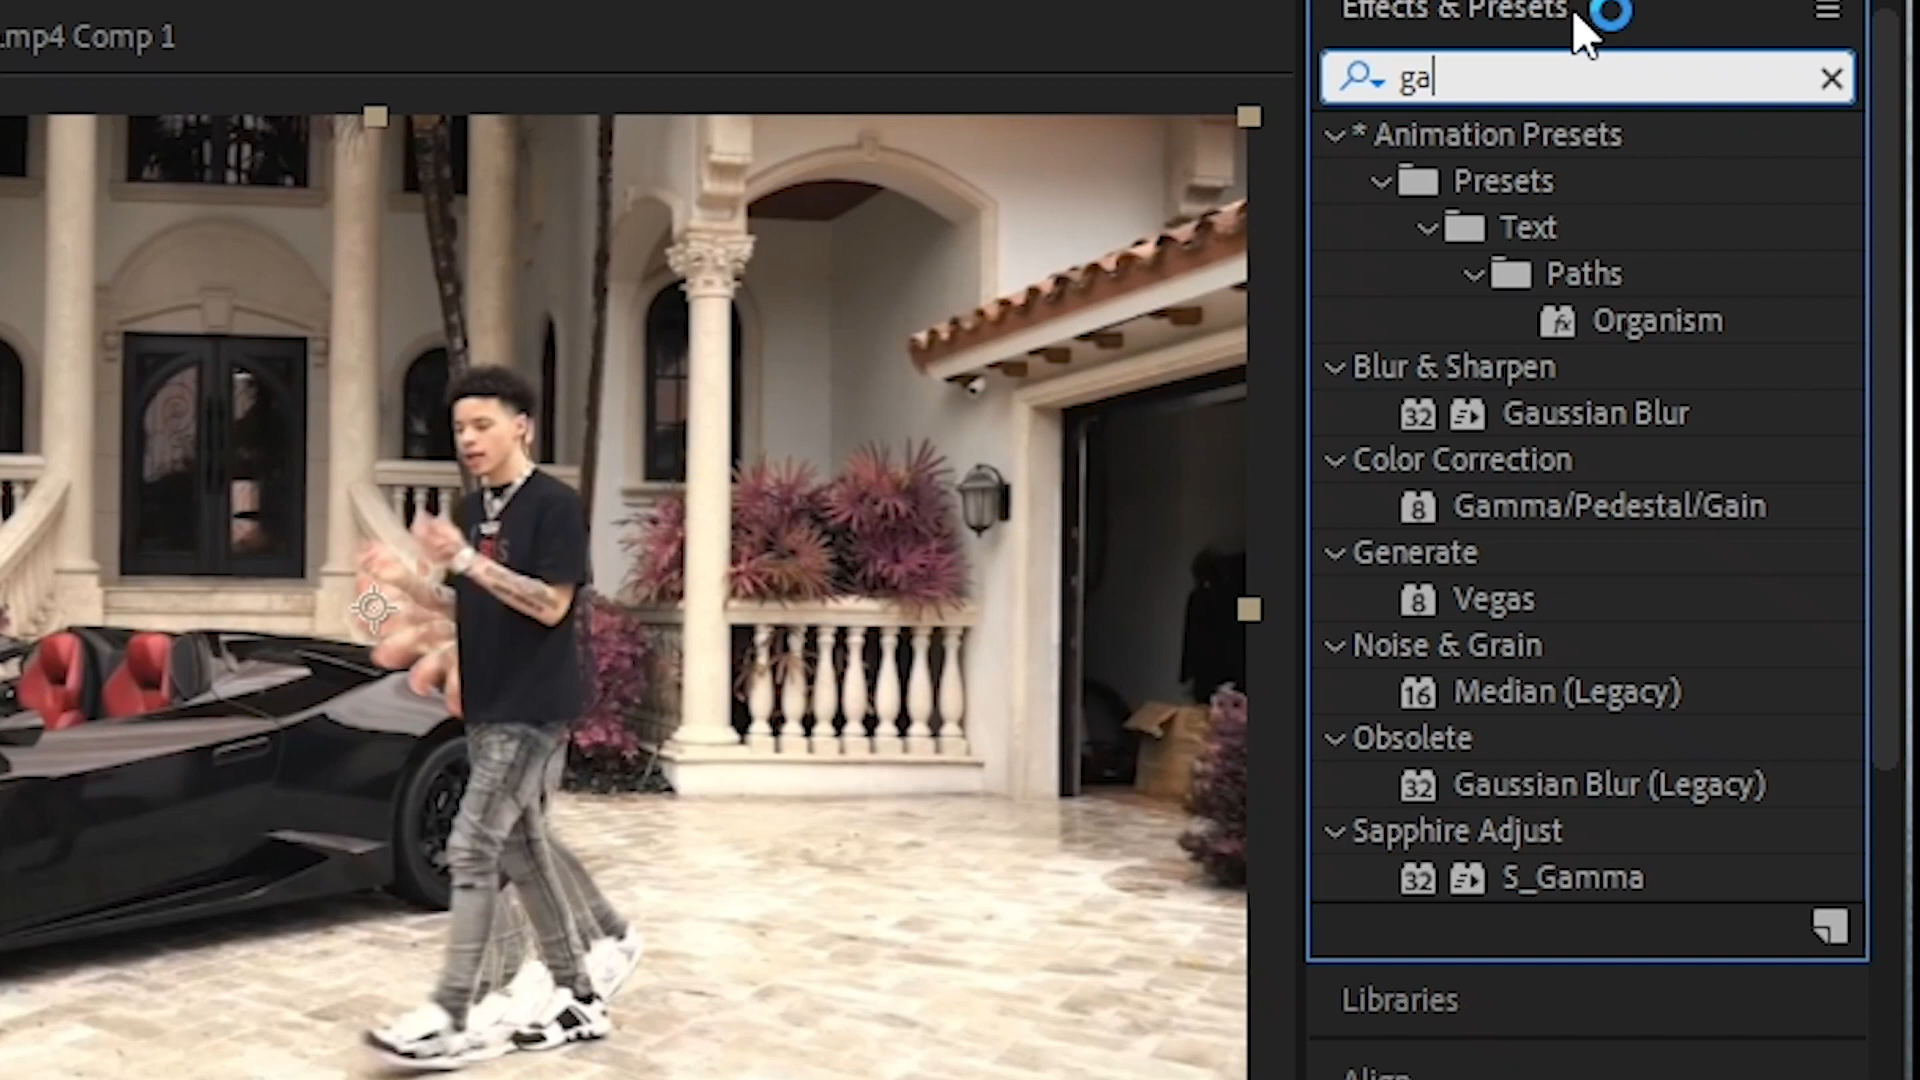 .mp4 Comp 1
Effects & Presets
ga
* Animation Presets
Presets
Text
Paths
fx
Organism
Blur & Sharpen
32
Gaussian Blur
Color Correction
8
Gamma/Pedestal/Gain
Generate
8
Vegas
Noise & Grain
16
Median (Legacy)
Obsolete
32
Gaussian Blur (Legacy)
Sapphire Adjust
32
S_Gamma
Libraries
Align